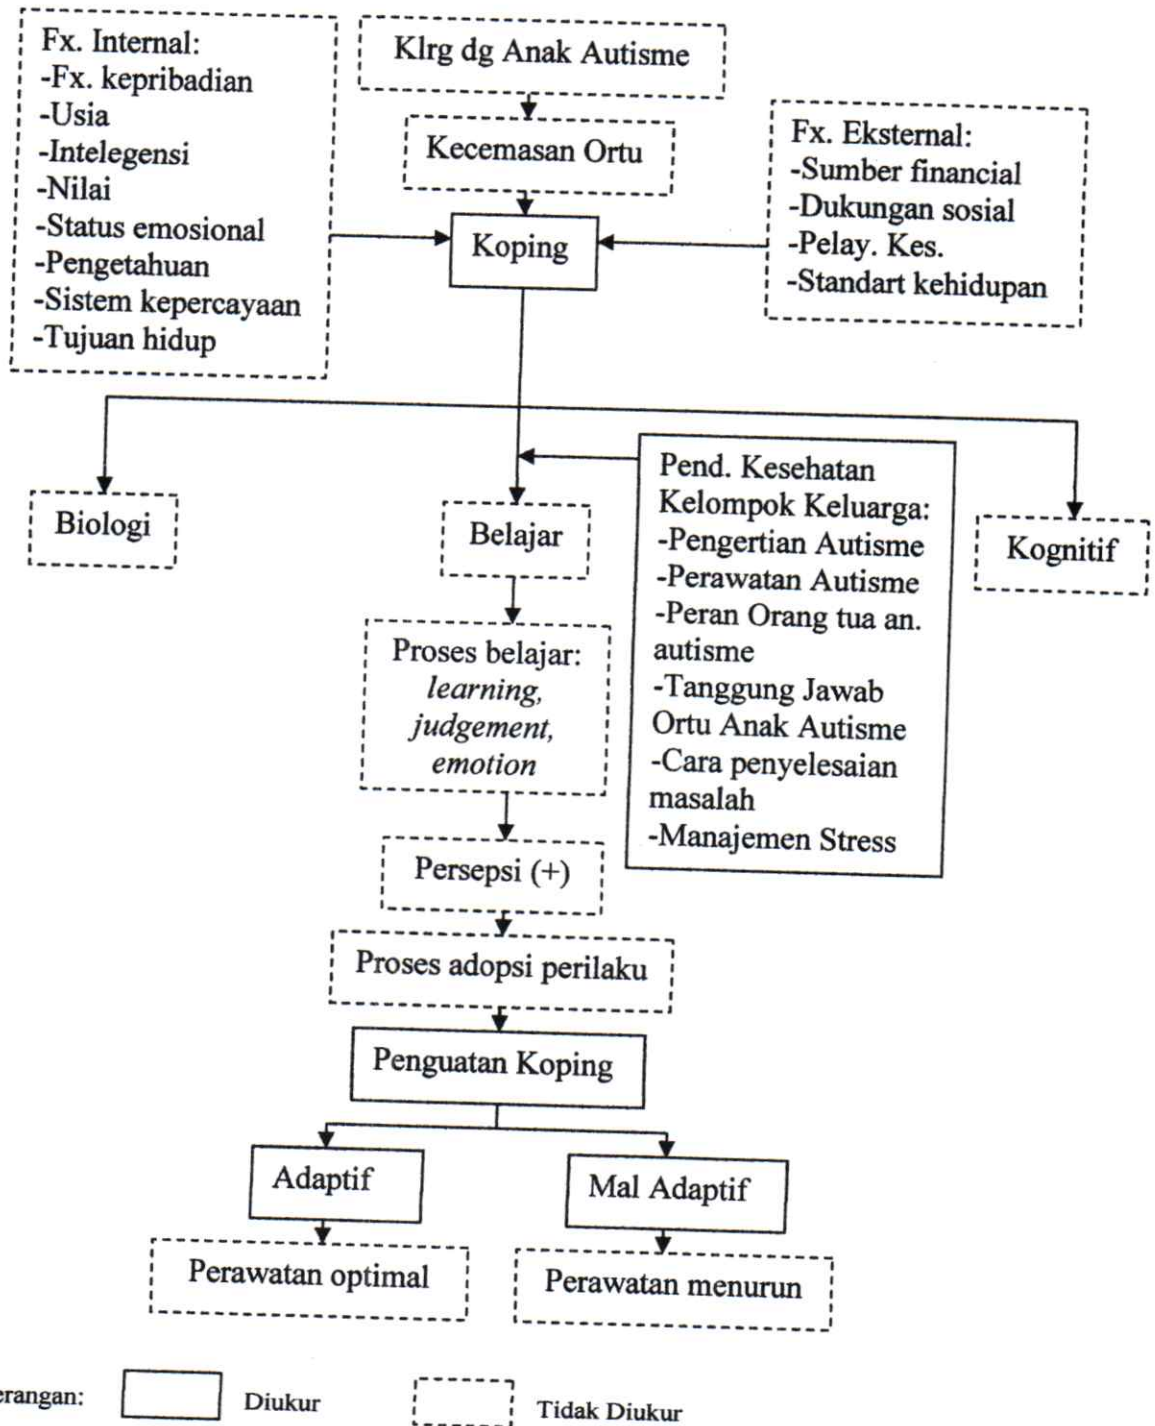 Fx. Internal:
-Fx. kepribadian
-Usia
-Intelegensi
-Nilai
-Status emosional
-Pengetahuan
-Sistem kepercayaan
-Tujuan hidup
Klrg dg Anak Autisme
Kecemasan Ortu
Koping
Fx. Eksternal:
-Sumber financial
-Dukungan sosial
-Pelay. Kes.
-Standart kehidupan
Biologi
Belajar
Pend. Kesehatan
Kelompok Keluarga:
-Pengertian Autisme
-Perawatan Autisme
-Peran Orang tua an.
autisme
-Tanggung Jawab
Ortu Anak Autisme
-Cara penyelesaian
masalah
-Manajemen Stress
Kognitif
Proses belajar:
learning,
judgement,
emotion
Persepsi (+)
Proses adopsi perilaku
Penguatan Koping
Adaptif
Mal Adaptif
Perawatan optimal
Perawatan menurun
erangan:
Diukur
Tidak Diukur